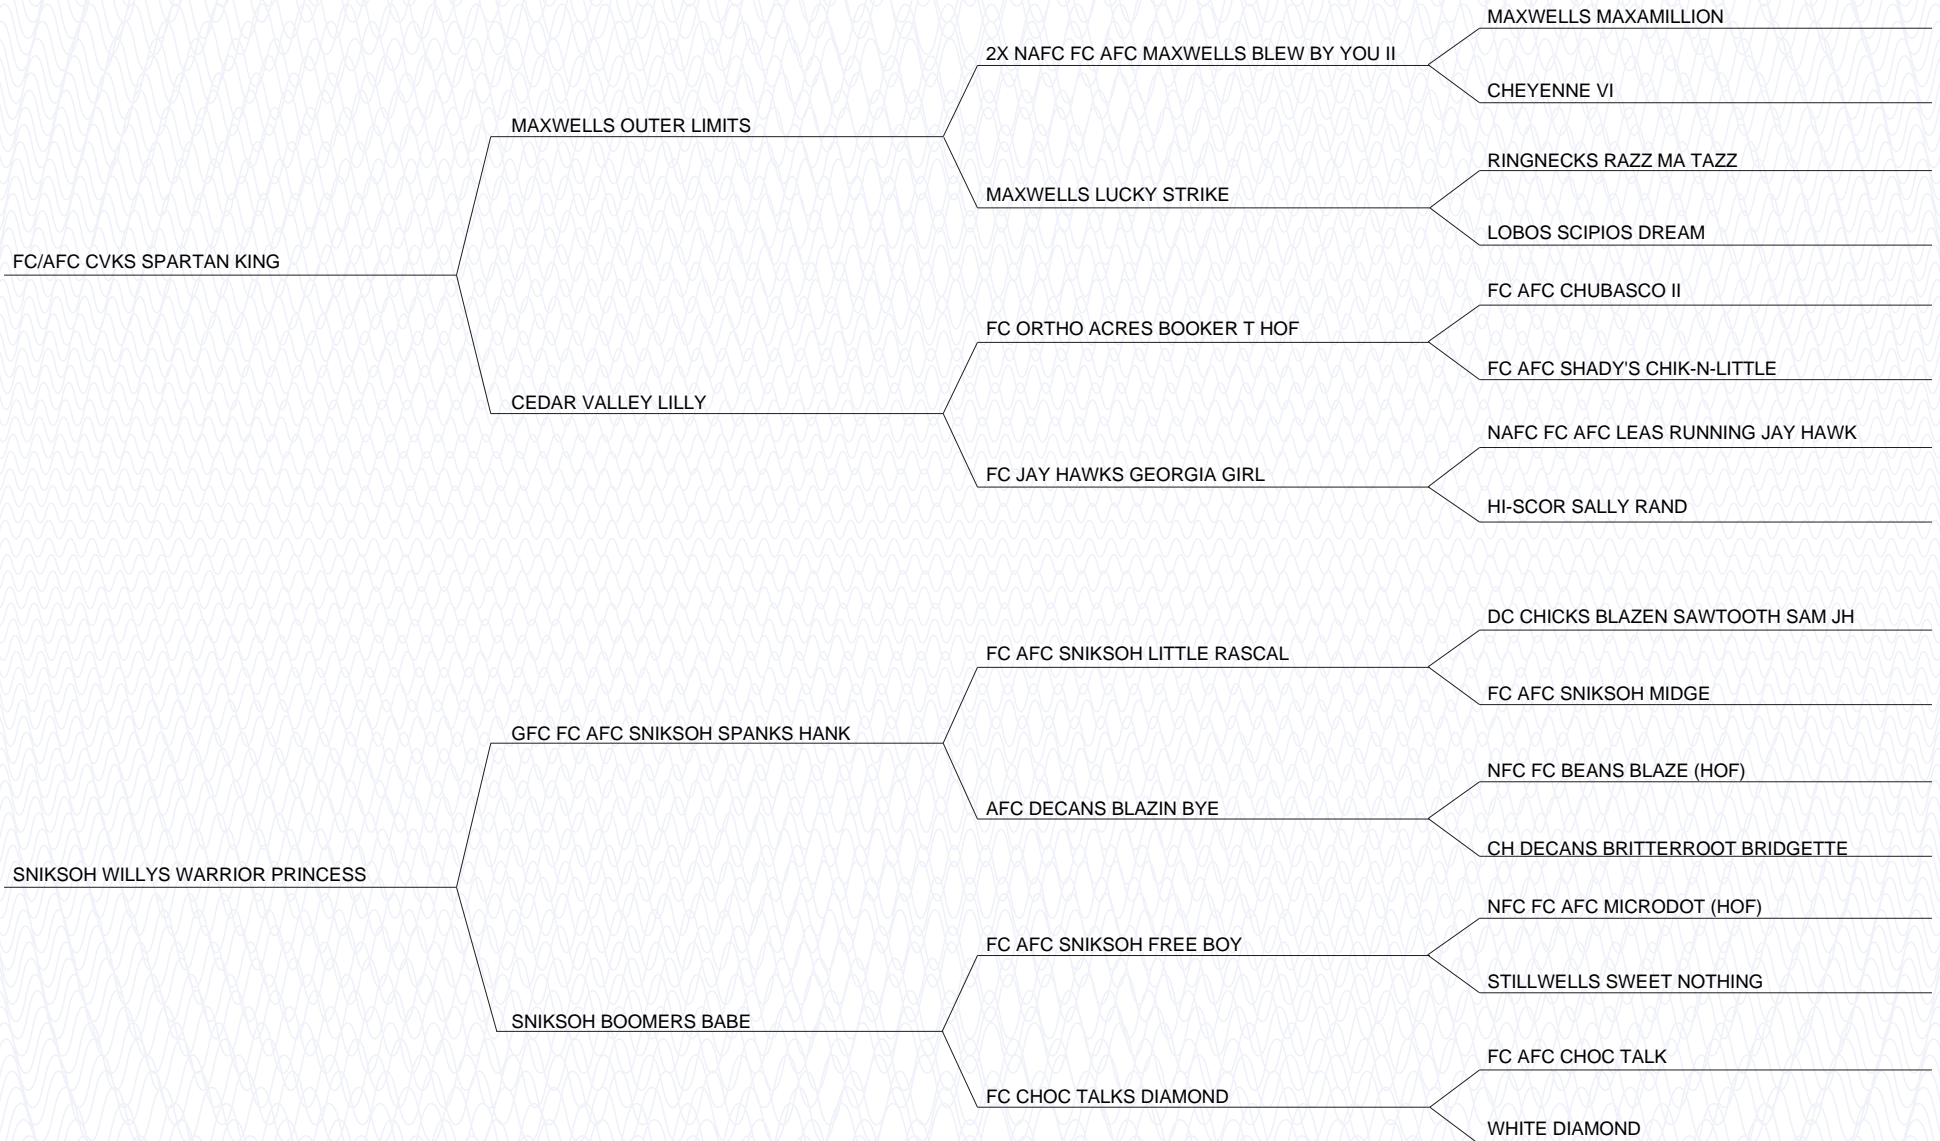 MAXWELLS MAXAMILLION
2X NAFC FC AFC MAXWELLS BLEW BY YOU II
CHEYENNE VI
MAXWELLS OUTER LIMITS
RINGNECKS RAZZ MA TAZZ
MAXWELLS LUCKY STRIKE
LOBOS SCIPIOS DREAM
FC/AFC CVKS SPARTAN KING
FC AFC CHUBASCO II
FC ORTHO ACRES BOOKER T HOF
FC AFC SHADY'S CHIK-N-LITTLE
CEDAR VALLEY LILLY
NAFC FC AFC LEAS RUNNING JAY HAWK
FC JAY HAWKS GEORGIA GIRL
HI-SCOR SALLY RAND
DC CHICKS BLAZEN SAWTOOTH SAM JH
FC AFC SNIKSOH LITTLE RASCAL
FC AFC SNIKSOH MIDGE
GFC FC AFC SNIKSOH SPANKS HANK
NFC FC BEANS BLAZE (HOF)
AFC DECANS BLAZIN BYE
CH DECANS BRITTERROOT BRIDGETTE
SNIKSOH WILLYS WARRIOR PRINCESS
NFC FC AFC MICRODOT (HOF)
FC AFC SNIKSOH FREE BOY
STILLWELLS SWEET NOTHING
SNIKSOH BOOMERS BABE
FC AFC CHOC TALK
FC CHOC TALKS DIAMOND
WHITE DIAMOND